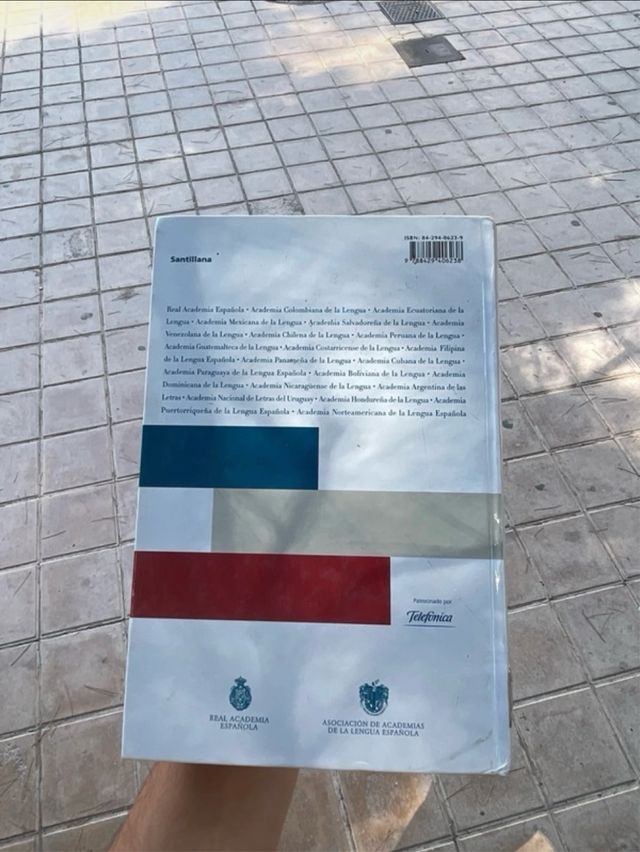 Santillana
ISBN: 84-294-0623-9
9 788429 406238
Real Academia Española • Academia Colombiana de la Lengua • Academia Ecuatoriana de la
Lengua • Academia Mexicana de la Lengua • Academia Salvadoreña de la Lengua • Academia
Venezolana de la Lengua • Academia Chilena de la Lengua • Academia Peruana de la Lengua •
Academia Guatemalteca de la Lengua • Academia Costarricense de la Lengua • Academia Filipina
de la Lengua Española • Academia Panameña de la Lengua • Academia Cubana de la Lengua •
Academia Paraguaya de la Lengua Española • Academia Boliviana de la Lengua • Academia
Dominicana de la Lengua • Academia Nicaragüense de la Lengua • Academia Argentina de las
Letras • Academia Nacional de Letras del Uruguay • Academia Hondureña de la Lengua • Academia
Puertorriqueña de la Lengua Española • Academia Norteamericana de la Lengua Española
Patrocinado por
Telefónica
REAL ACADEMIA
ESPAÑOLA
ASOCIACIÓN DE ACADEMIAS
DE LA LENGUA ESPAÑOLA